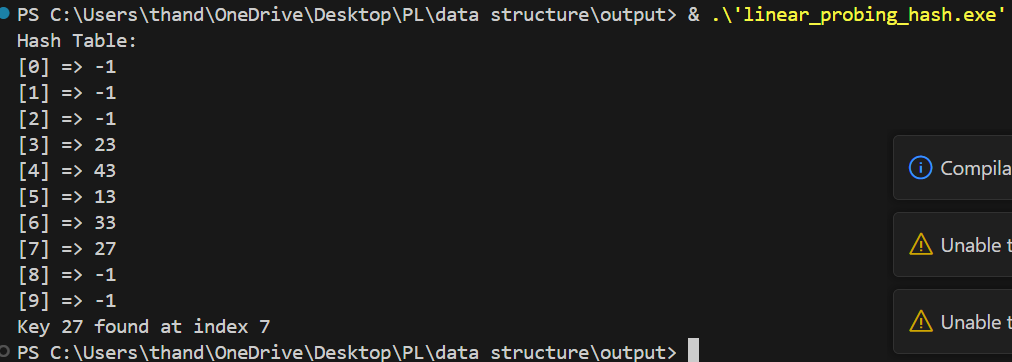 PS C:\Users\thand\OneDrive\Desktop\PL\data structure\output> & .\'linear_probing_hash.exe'
Hash Table:
[0] => -1
[1] => -1
[2] => -1
[3] => 23
[4] => 43
[5] => 13
[6] => 33
[7] => 27
[8] => -1
[9] => -1
Key 27 found at index 7
PS C:\Users\thand\OneDrive\Desktop\PL\data structure\output>
Compila
Unable t
Unable t